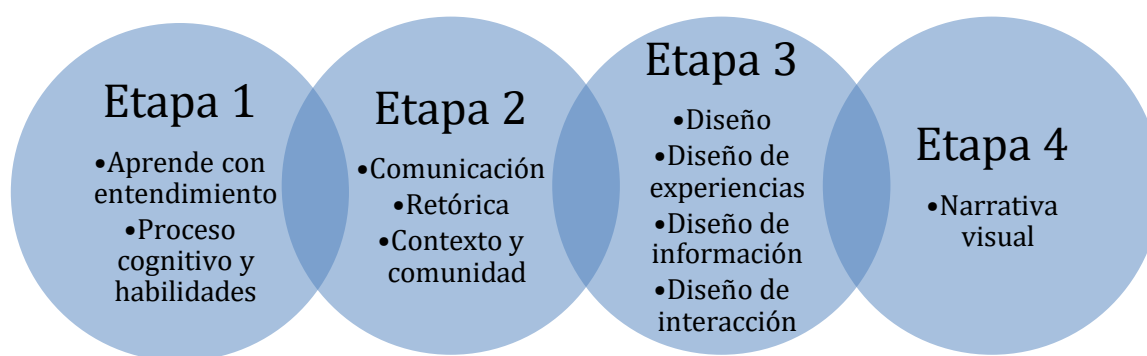 Etapa 1
•Aprende con
entendimiento
•Proceso
cognitivo y
habilidades
Etapa 2
•Comunicación
•Retórica
•Contexto y
comunidad
Etapa 3
•Diseño
•Diseño de
experiencias
•Diseño de
información
•Diseño de
interacción
Etapa 4
•Narrativa
visual